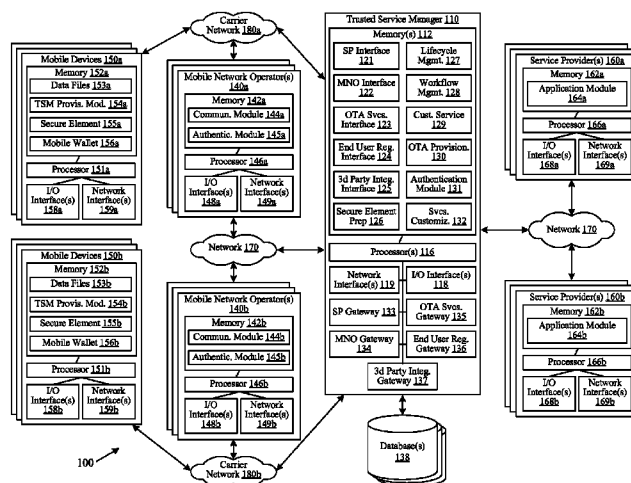 Mobile Devices 150a
Memory 152a
Data Files 153a
TSM Provis. Mod. 154a
Secure Element 155a
Mobile Wallet 156a
Processor 151a
I/O Interface(s) 158a
Network Interface(s) 159a
Mobile Devices 150b
Memory 152b
Data Files 153b
TSM Provis. Mod. 154b
Secure Element 155b
Mobile Wallet 156b
Processor 151b
I/O Interface(s) 158b
Network Interface(s) 159b
100
Carrier Network 180a
Mobile Network Operator(s) 140a
Memory 142a
Commun. Module 144a
Authentic. Module 145a
Processor 146a
I/O Interface(s) 148a
Network Interface(s) 149a
Network 170
Mobile Network Operator(s) 140b
Memory 142b
Commun. Module 144b
Authentic. Module 145b
Processor 146b
I/O Interface(s) 148b
Network Interface(s) 149b
Carrier Network 180b
Trusted Service Manager 110
Memory(s) 112
SP Interface 121
Lifecycle Mgmt. 127
MNO Interface 122
Workflow Mgmt. 128
OTA Svcs. Interface 123
Cust. Service 129
End User Reg. Interface 124
OTA Provision. 130
3d Party Integ. Interface 125
Authentication Module 131
Secure Element Prep 126
Svcs. Customiz. 132
Processor(s) 116
Network Interface(s) 119
I/O Interface(s) 118
SP Gateway 133
OTA Svcs. Gateway 135
MNO Gateway 134
End User Reg. Gateway 136
3d Party Integ. Gateway 137
Database(s) 138
Service Provider(s) 160a
Memory 162a
Application Module 164a
Processor 166a
I/O Interface(s) 168a
Network Interface(s) 169a
Network 170
Service Provider(s) 160b
Memory 162b
Application Module 164b
Processor 166b
I/O Interface(s) 168b
Network Interface(s) 169b